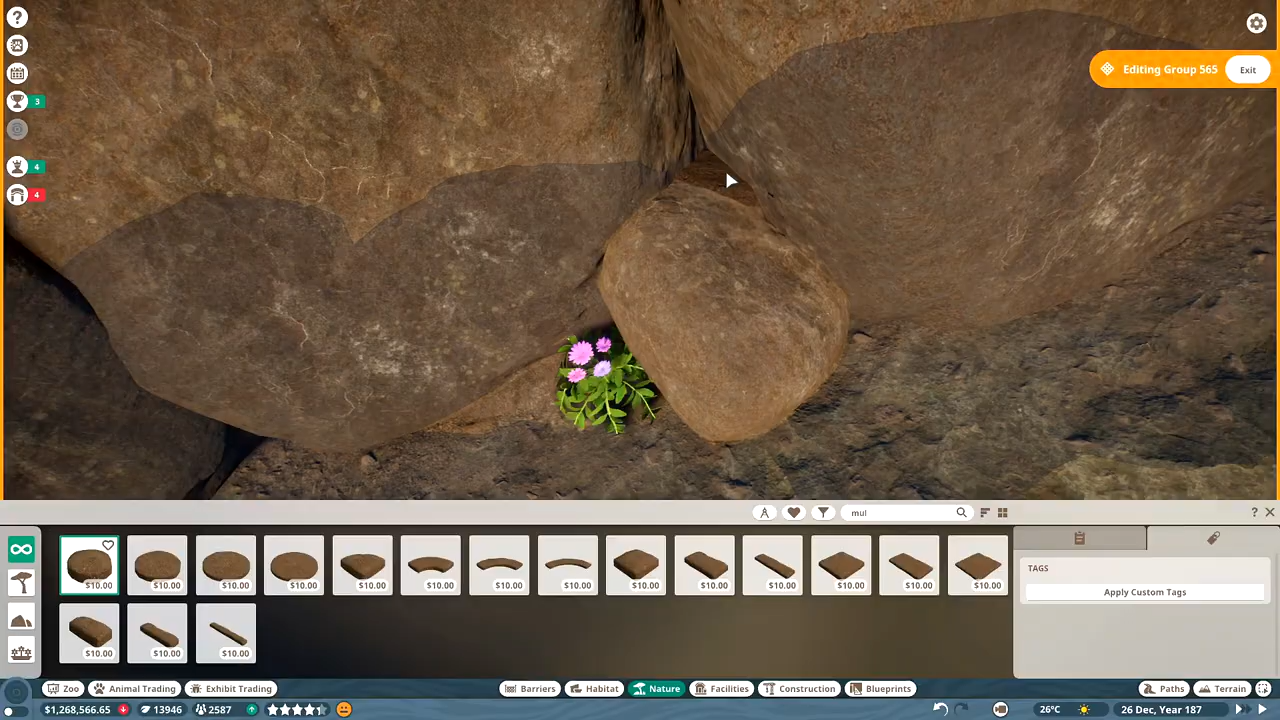 ?
Editing Group 565 Exit
3
4
4
mul
? ×
$10.00 $10.00 $10.00 $10.00 $10.00 $10.00 $10.00 $10.00 $10.00 $10.00 $10.00 $10.00 $10.00 $10.00
$10.00 $10.00 $10.00
TAGS
Apply Custom Tags
Zoo Animal Trading Exhibit Trading Barriers Habitat Nature Facilities Construction Blueprints Paths Terrain
$1,268,566.65 13946 2587 26°C 26 Dec, Year 187